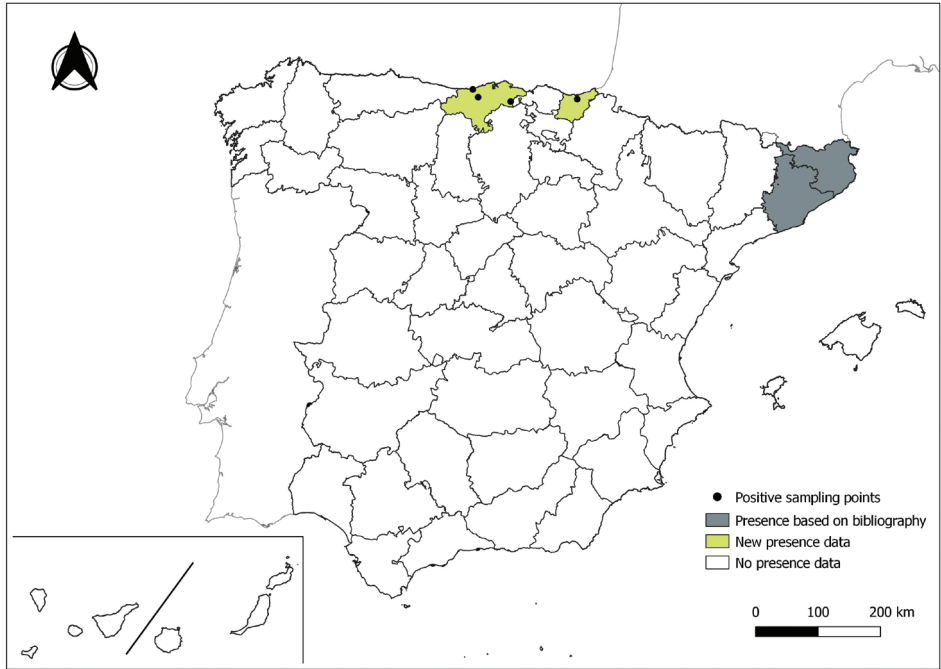 Positive sampling points
Presence based on bibliography
New presence data
No presence data
0 100 200 km